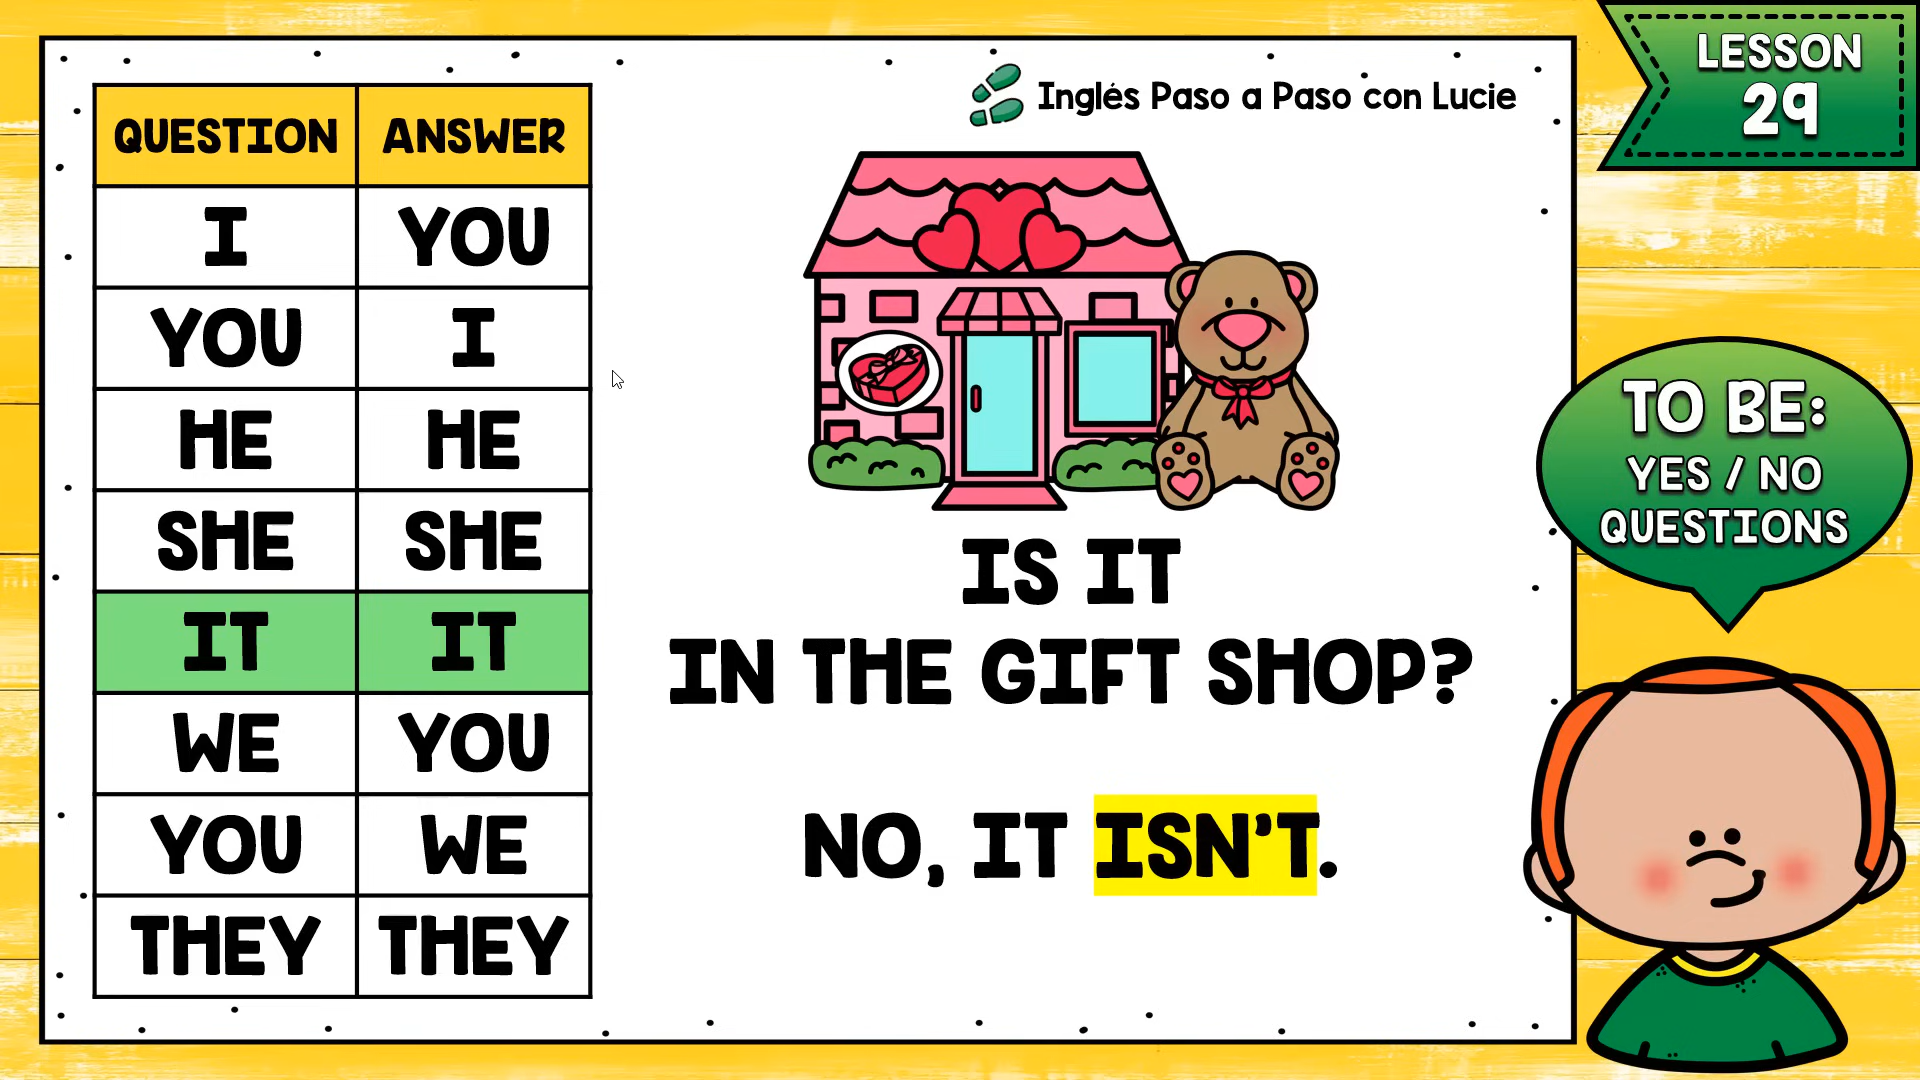 Inglés Paso a Paso con Lucie
LESSON
29
QUESTION ANSWER
I YOU
YOU I
HE HE
SHE SHE
IT IT
WE YOU
YOU WE
THEY THEY
IS IT
IN THE GIFT SHOP?
NO, IT ISN'T.
TO BE:
YES / NO
QUESTIONS